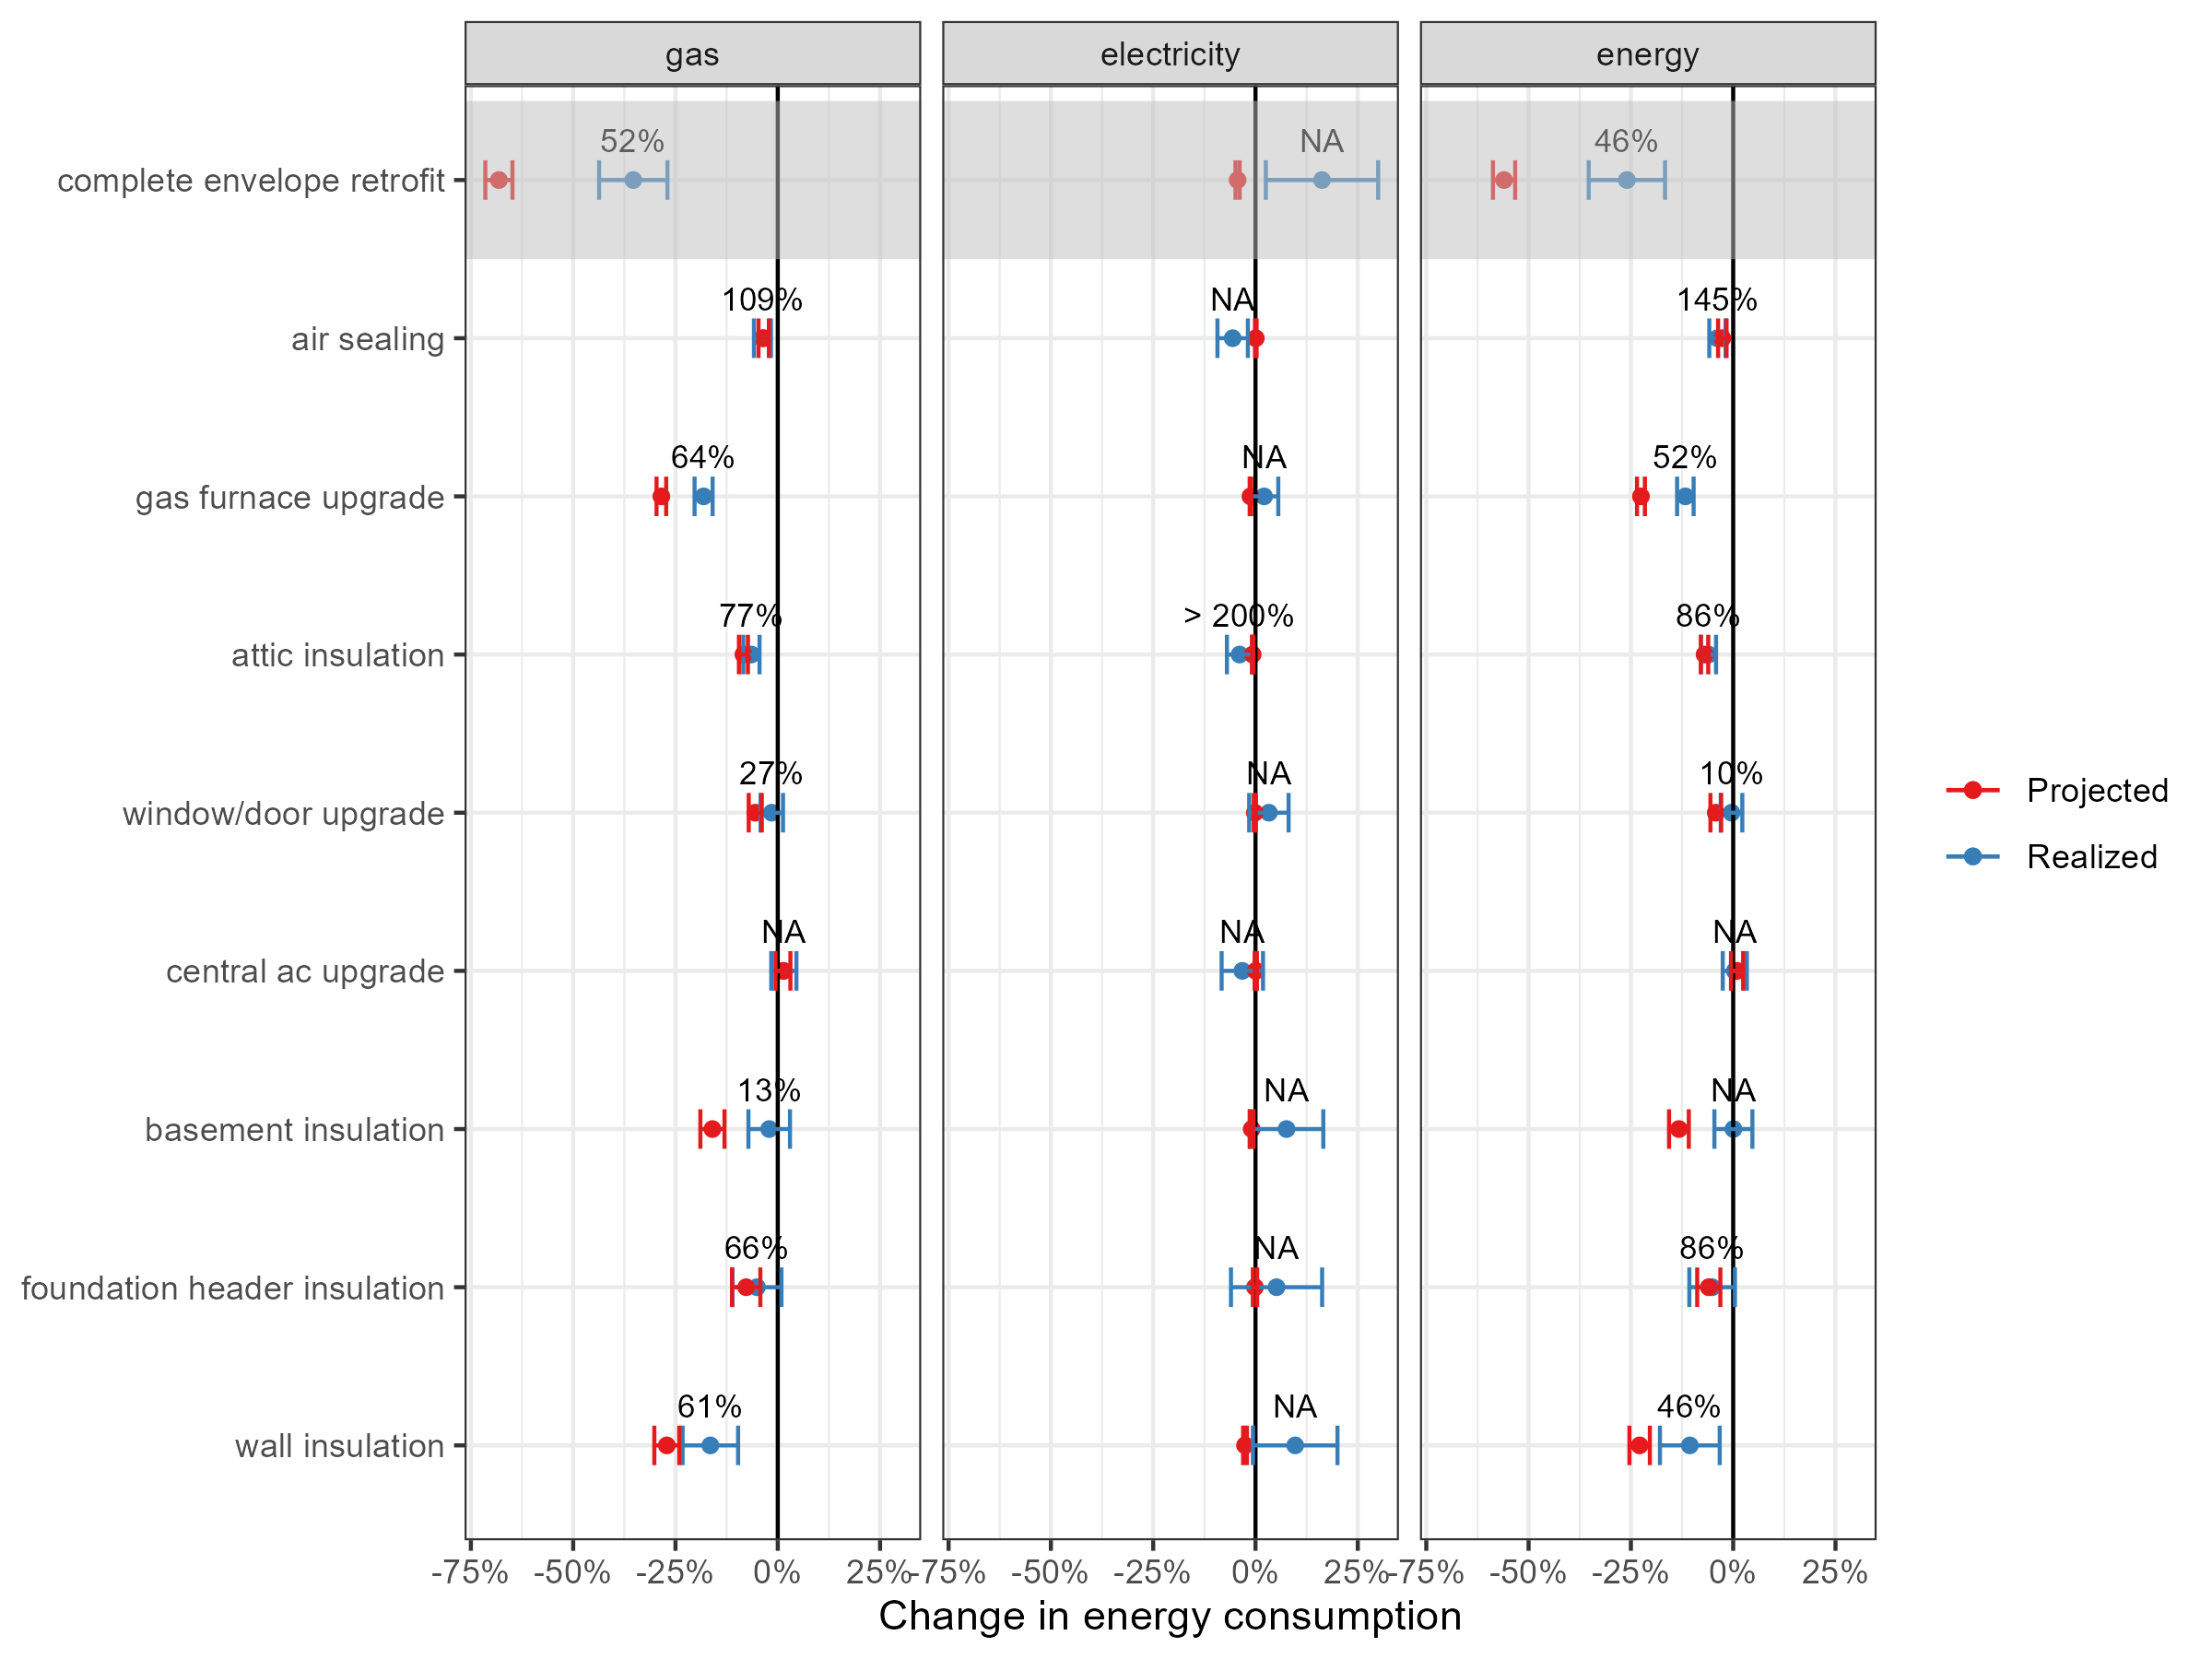 gas electricity energy
complete envelope retrofit 52% NA 46%
air sealing 109% NA 145%
gas furnace upgrade 64% NA 52%
attic insulation 77% > 200% 86%
window/door upgrade 27% NA 10%
central ac upgrade NA NA NA
basement insulation 13% NA NA
foundation header insulation 66% NA 86%
wall insulation 61% NA 46%
-75% -50% -25% 0% 25% -75% -50% -25% 0% 25% -75% -50% -25% 0% 25%
Change in energy consumption
Projected
Realized